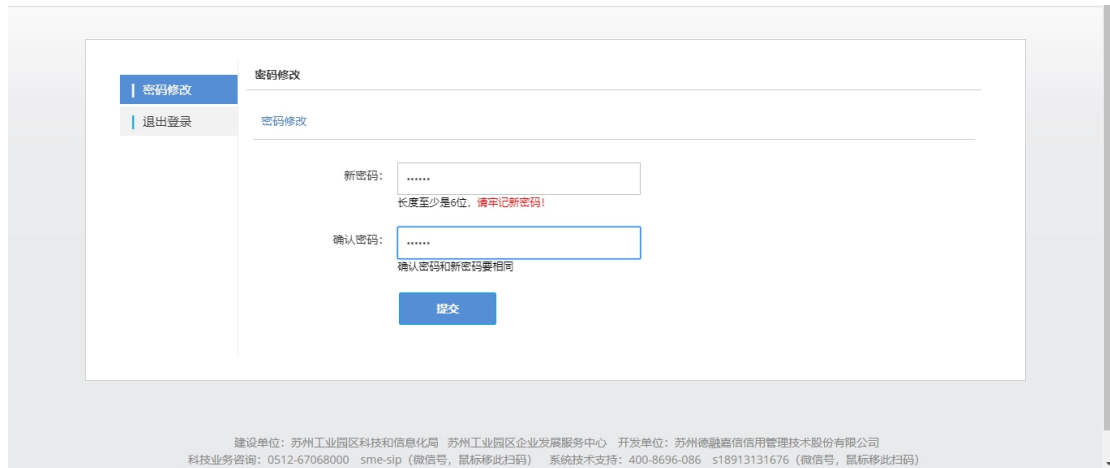 密码修改
密码修改
退出登录
密码修改
新密码：
······
长度至少是6位，请牢记新密码！
确认密码：
······
确认密码和新密码要相同
提交
建设单位：苏州工业园区科技和信息化局 苏州工业园区企业发展服务中心 开发单位：苏州德融嘉信信用管理技术股份有限公司
科技业务咨询：0512-67068000 sme-sip（微信号，鼠标移此扫码） 系统技术支持：400-8696-086 s18913131676（微信号，鼠标移此扫码）